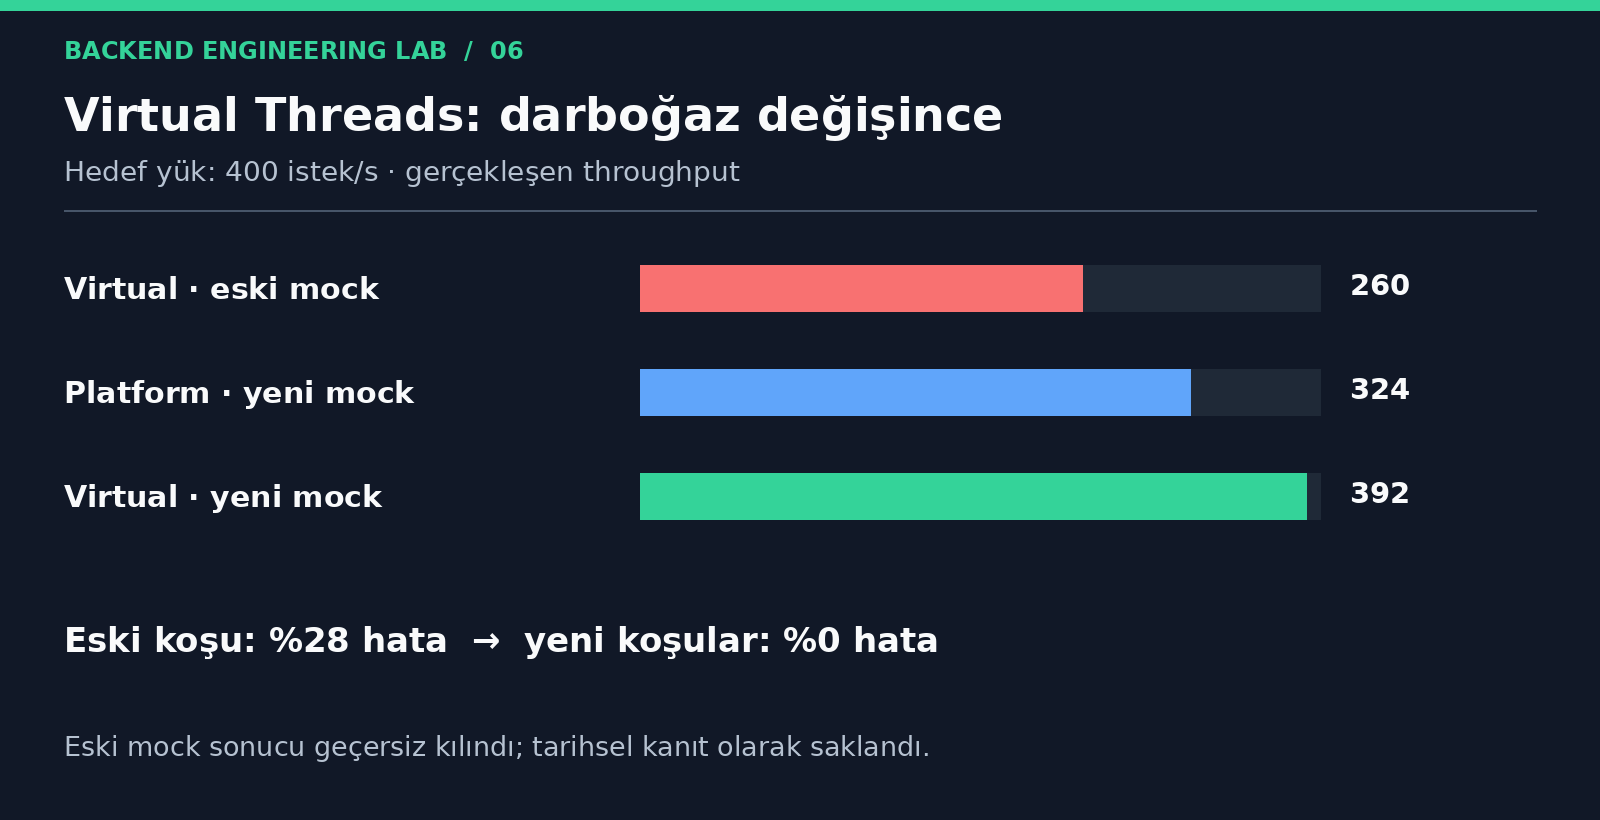 BACKEND ENGINEERING LAB / 06
Virtual Threads: darboğaz değişince
Hedef yük: 400 istek/s · gerçekleşen throughput
Virtual · eski mock 260
Platform · yeni mock 324
Virtual · yeni mock 392
Eski koşu: %28 hata → yeni koşular: %0 hata
Eski mock sonucu geçersiz kılındı; tarihsel kanıt olarak saklandı.